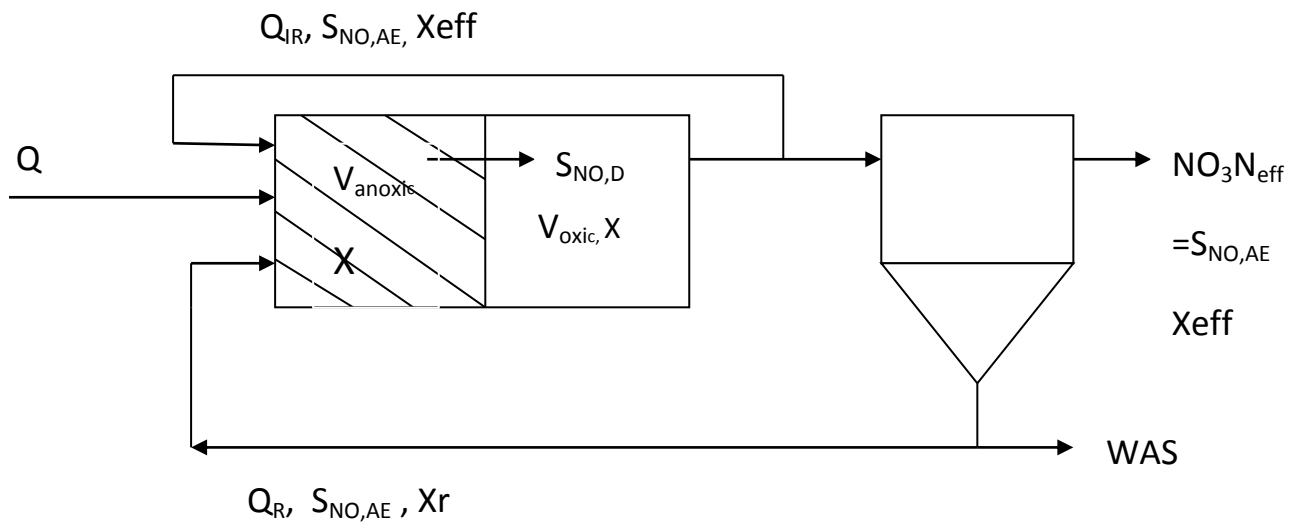 Q_IR, S_NO,AE, Xeff
Q
V_anoxic
X
S_NO,D
V_oxic, X
NO₃N_eff
=S_NO,AE
Xeff
WAS
Q_R, S_NO,AE , Xr